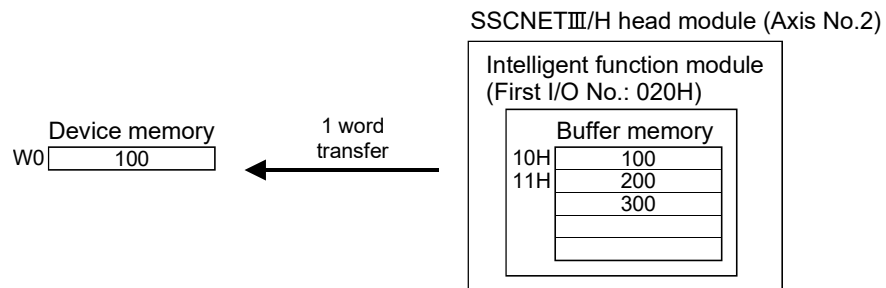 SSCNETⅢ/H head module (Axis No.2)
Intelligent function module
(First I/O No.: 020H)
Device memory
W0 100
1 word
transfer
Buffer memory
10H 100
11H 200
300